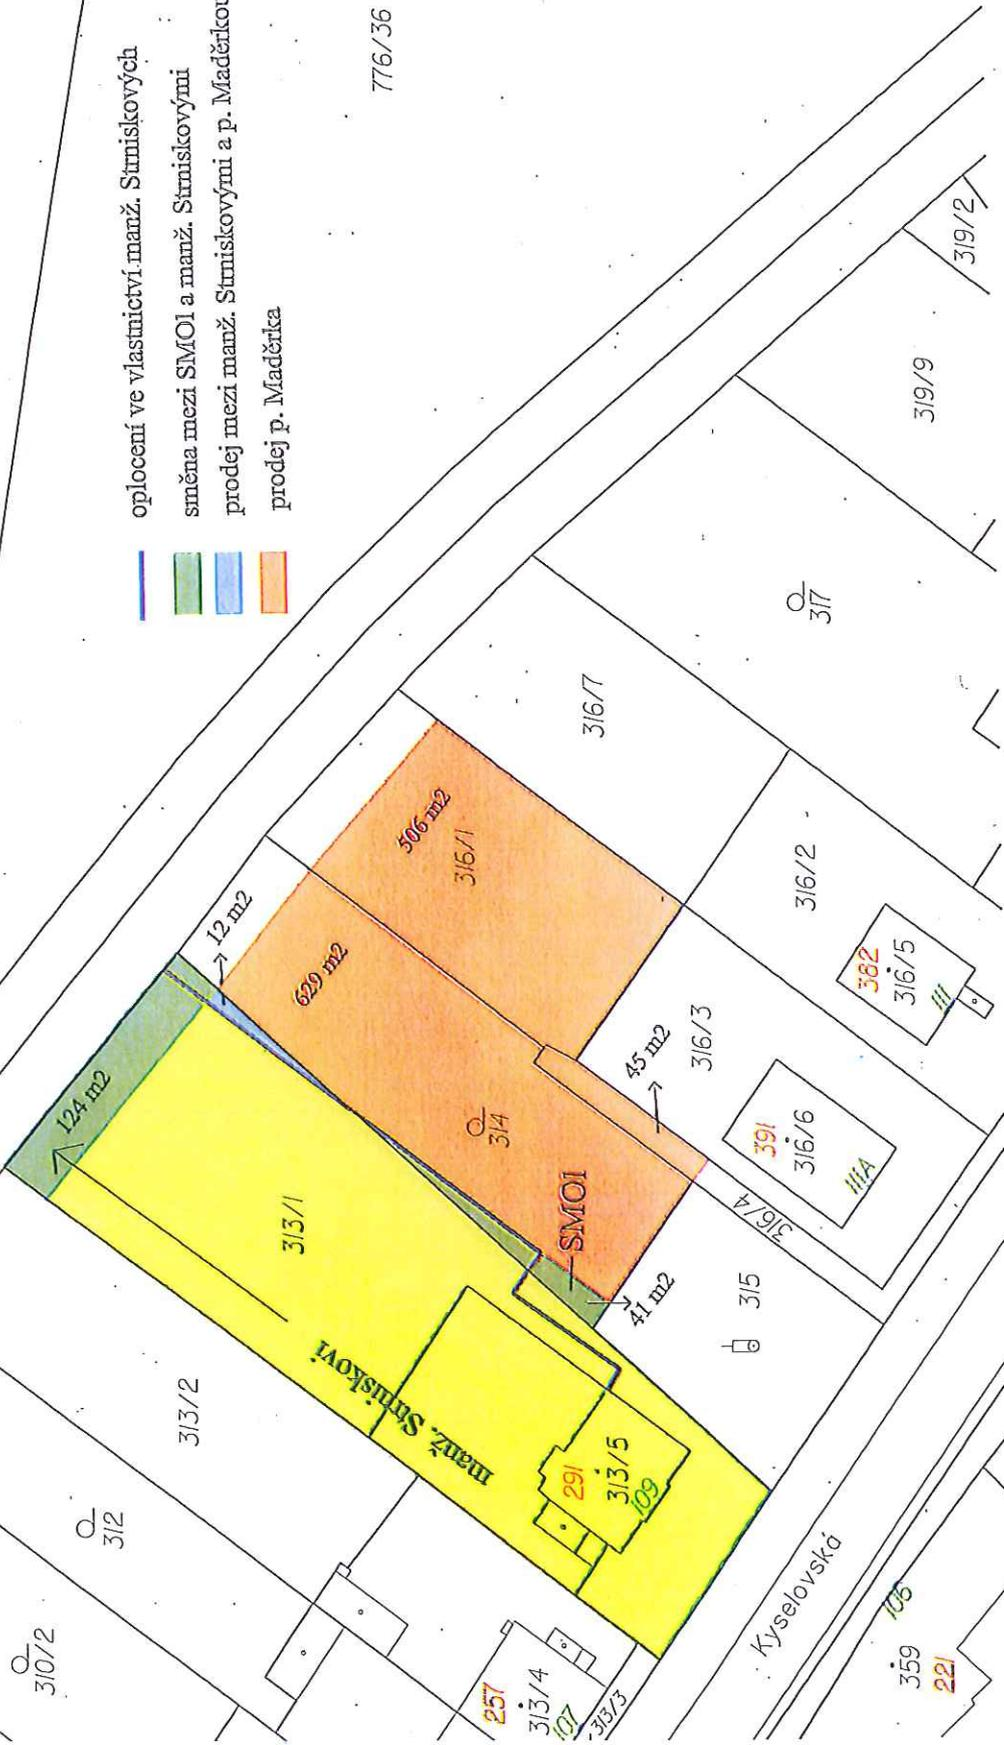 oplocení ve vlastnictví manž. Strniskových
směna mezi SMOl a manž. Strniskovými
prodej mezi manž. Strniskovými a p. Maděrkou
prodej p. Maděrka
776/36
319/2
319/9
317
316/7
506 m2
316/1
12 m2
629 m2
316/2
382
316/5
111
45 m2
316/3
124 m2
314
391
316/6
111A
313/1
SMOl
316/4
41 m2
315
manž. Strniskovi
313/2
291
313/5
109
312
310/2
Kyselovská
257
313/4
107
313/3
106
359
221